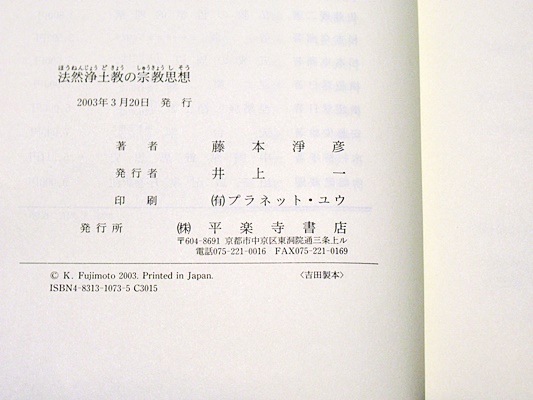 ほうねんじょうどきょう しゅうきょうしそう
法然浄土教の宗教思想
2003年3月20日 発 行
著 者 藤 本 淨 彦
発 行 者 井 上 一
印 刷 ㈲プラネット・ユウ
発 行 所 ㈱ 平 楽 寺 書 店
〒604-8691 京都市中京区東洞院通三条上ル
電話075-221-0016 FAX075-221-0169
© K. Fujimoto 2003. Printed in Japan. 〈吉田製本〉
ISBN4-8313-1073-5 C3015